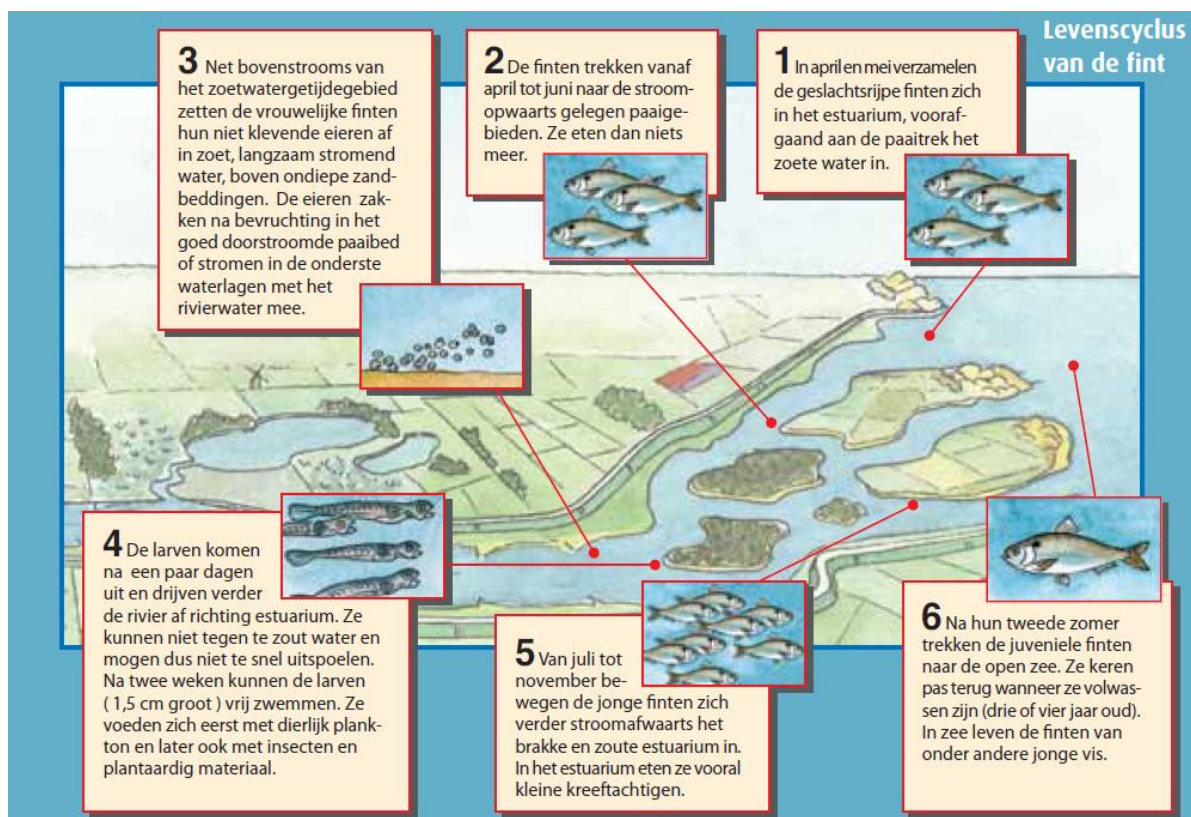 Levenscyclus
van de fint
1 In april en mei verzamelen
de geslachtsrijpe finten zich
in het estuarium, vooraf-
gaand aan de paaitrek het
zoete water in.
2 De finten trekken vanaf
april tot juni naar de stroom-
opwaarts gelegen paaige-
bieden. Ze eten dan niets
meer.
3 Net bovenstrooms van
het zoetwatergetijdegebied
zetten de vrouwelijke finten
hun niet klevende eieren af
in zoet, langzaam stromend
water, boven ondiepe zand-
beddingen. De eieren zak-
ken na bevruchting in het
goed doorstroomde paaibed
of stromen in de onderste
waterlagen met het
rivierwater mee.
4 De larven komen
na een paar dagen
uit en drijven verder
de rivier af richting estuarium. Ze
kunnen niet tegen te zout water en
mogen dus niet te snel uitspoelen.
Na twee weken kunnen de larven
( 1,5 cm groot ) vrij zwemmen. Ze
voeden zich eerst met dierlijk plank-
ton en later ook met insecten en
plantaardig materiaal.
5 Van juli tot
november be-
wegen de jonge finten zich
verder stroomafwaarts het
brakke en zoute estuarium in.
In het estuarium eten ze vooral
kleine kreeftachtigen.
6 Na hun tweede zomer
trekken de juveniele finten
naar de open zee. Ze keren
pas terug wanneer ze volwas-
sen zijn (drie of vier jaar oud).
In zee leven de finten van
onder andere jonge vis.